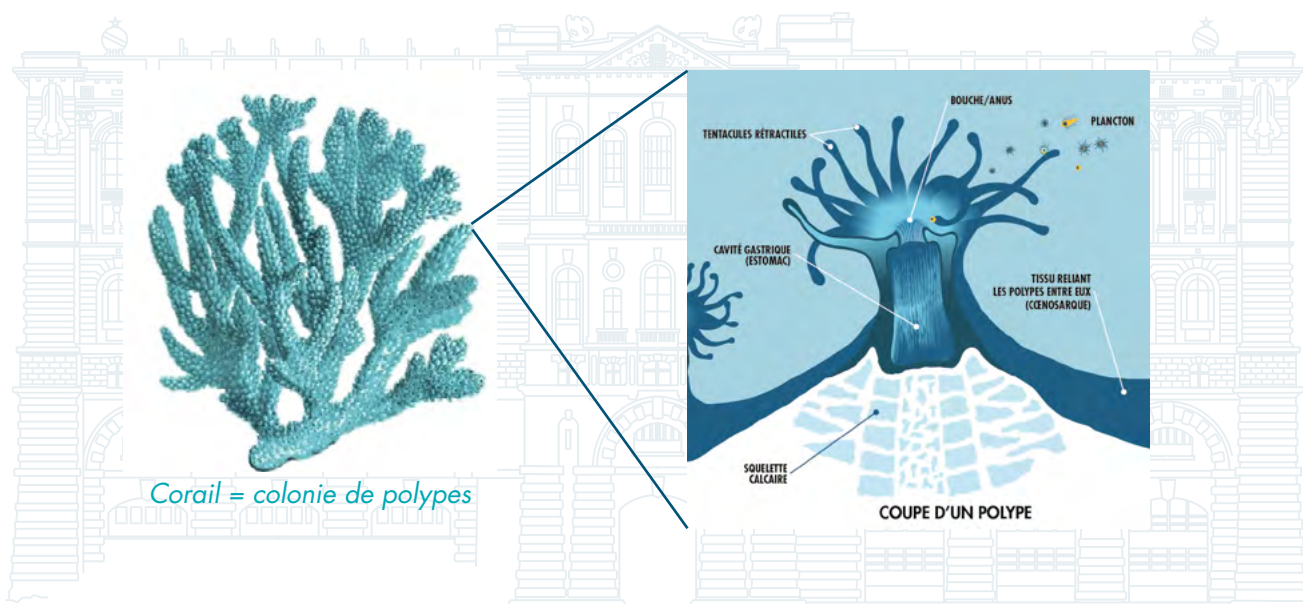 Corail = colonie de polypes
BOUCHE/ANUS
TENTACULES RÉTRACTILES
PLANCTON
CAVITÉ GASTRIQUE
(ESTOMAC)
TISSU RELIANT
LES POLYPES ENTRE EUX
(CŒNOSARQUE)
SQUELETTE
CALCAIRE
COUPE D'UN POLYPE